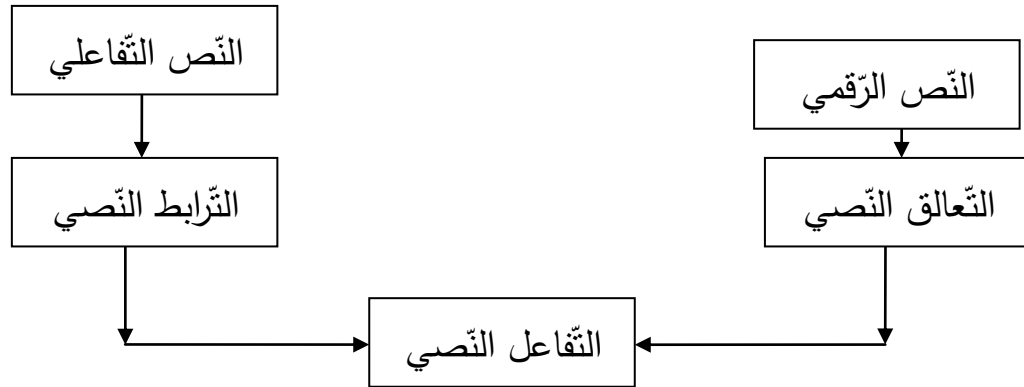 النّص الرّقمي
النّص التّفاعلي
التّعالق النّصي
التّرابط النّصي
التّفاعل النّصي